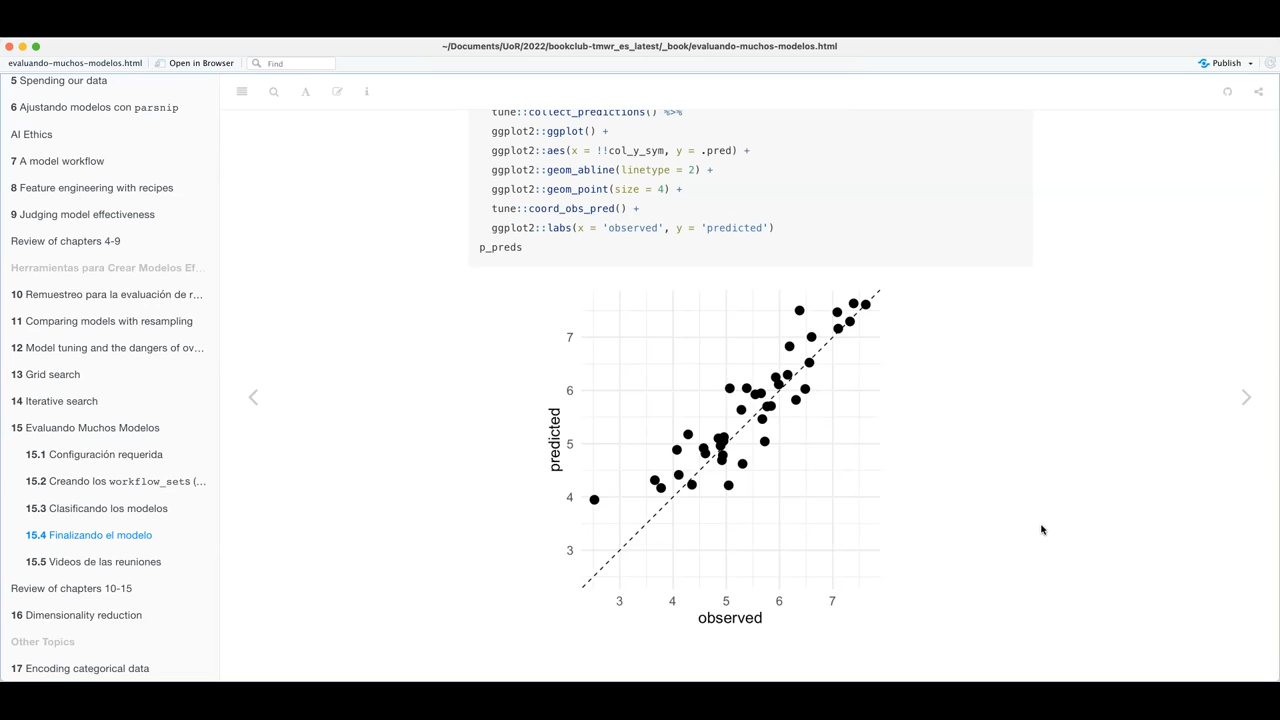 ~/Documents/UoR/2022/bookclub-tmwr_es_latest/_book/evaluando-muchos-modelos.html
evaluando-muchos-modelos.html
Open in Browser
Find
Publish
5 Spending our data
6 Ajustando modelos con parsnip
AI Ethics
7 A model workflow
8 Feature engineering with recipes
9 Judging model effectiveness
Review of chapters 4-9
Herramientas para Crear Modelos Ef...
10 Remuestreo para la evaluación de r...
11 Comparing models with resampling
12 Model tuning and the dangers of ov...
13 Grid search
14 Iterative search
15 Evaluando Muchos Modelos
15.1 Configuración requerida
15.2 Creando los workflow_sets (...
15.3 Clasificando los modelos
15.4 Finalizando el modelo
15.5 Videos de las reuniones
Review of chapters 10-15
16 Dimensionality reduction
Other Topics
17 Encoding categorical data
A
i
tune::collect_predictions() %>%
ggplot2::ggplot() +
ggplot2::aes(x = !!col_y_sym, y = .pred) +
ggplot2::geom_abline(linetype = 2) +
ggplot2::geom_point(size = 4) +
tune::coord_obs_pred() +
ggplot2::labs(x = 'observed', y = 'predicted')
p_preds
predicted
7
6
5
4
3
3 4 5 6 7
observed